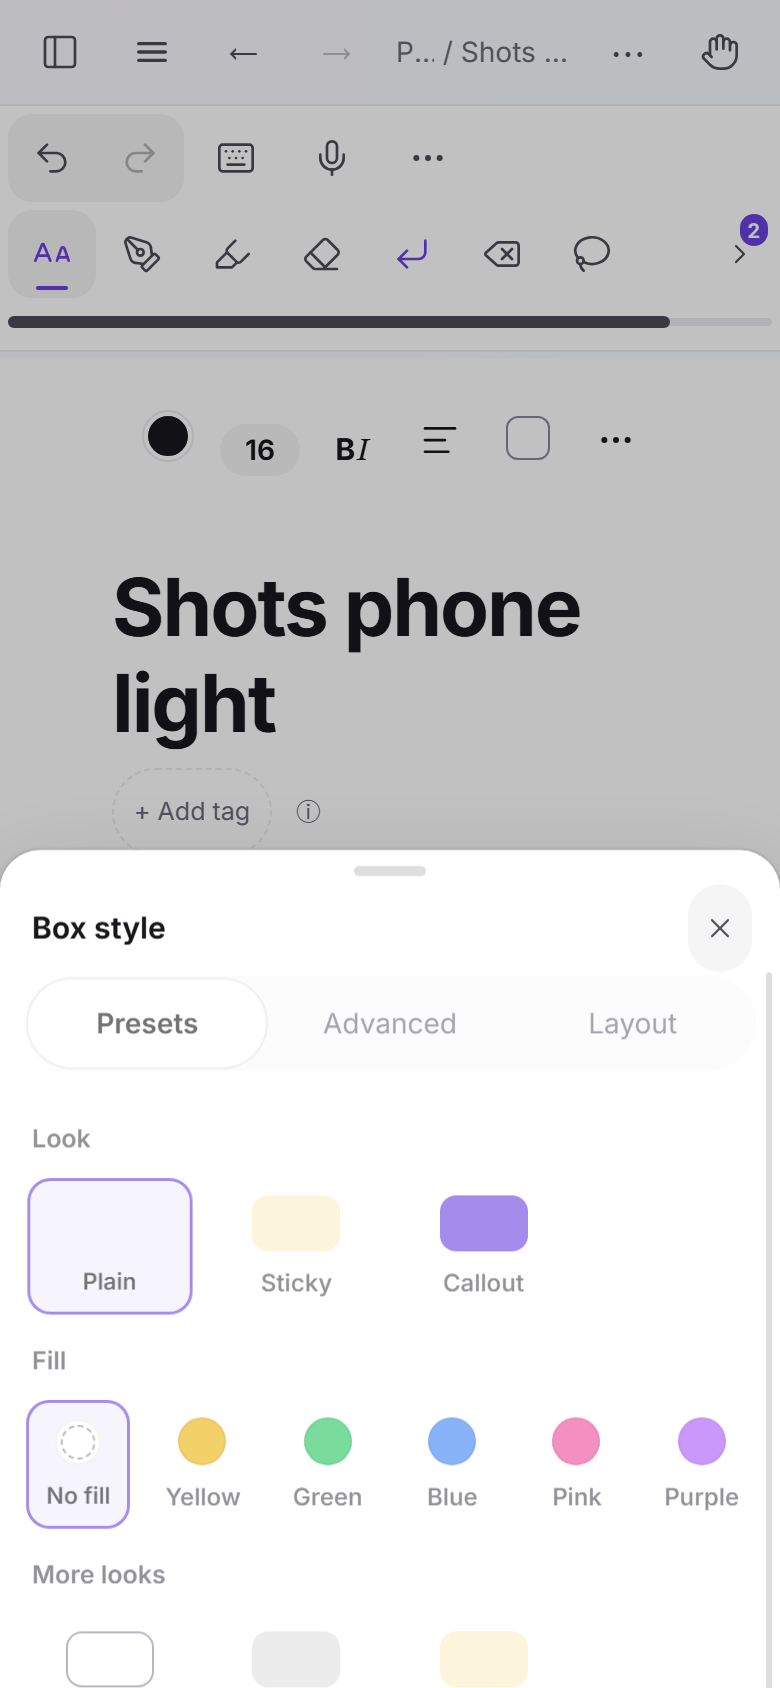 P... / Shots ...
2
16
BI
Shots phone
light
+ Add tag
Box style
Presets Advanced Layout
Look
Plain Sticky Callout
Fill
No fill Yellow Green Blue Pink Purple
More looks